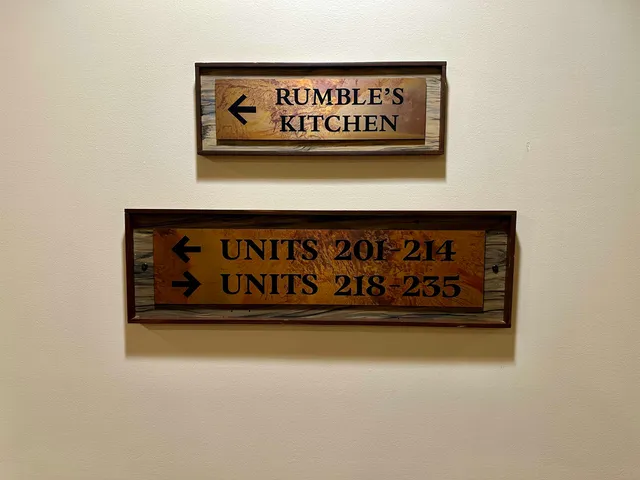 ← RUMBLE'S
KITCHEN
← UNITS 201-214
→ UNITS 218-235